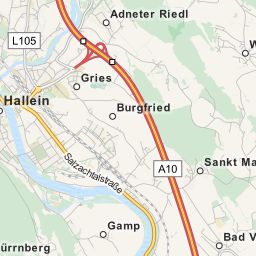 Adneter Riedl
L105
Gries
Hallein
Burgfried
A10
Sankt Ma
Salzachtalstraße
Gamp
ürrnberg
Bad V